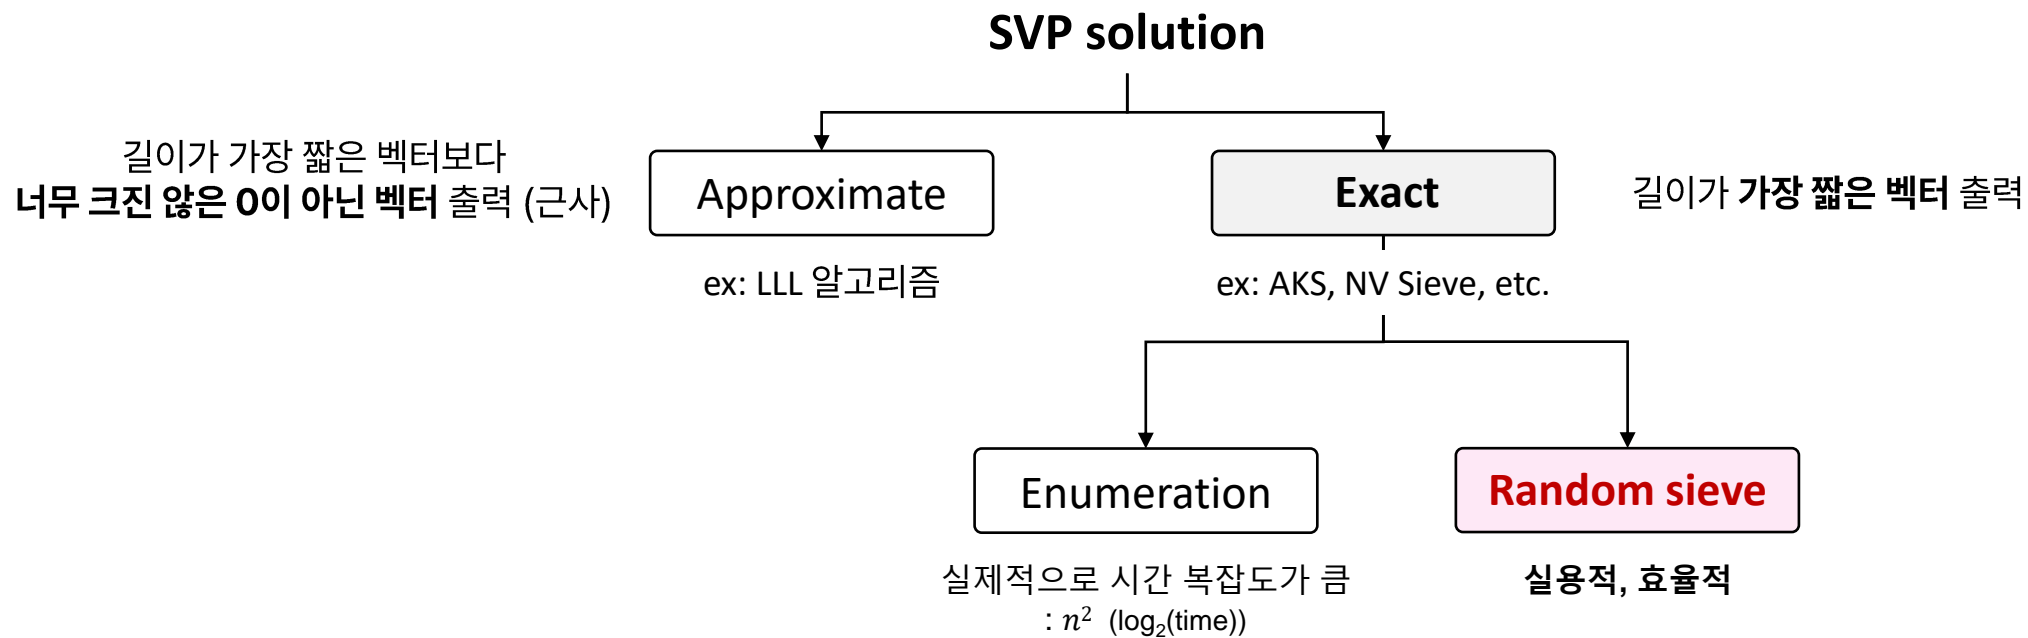 SVP solution
길이가 가장 짧은 벡터보다
너무 크진 않은 0이 아닌 벡터 출력 (근사)
Approximate
Exact
길이가 가장 짧은 벡터 출력
ex: LLL 알고리즘
ex: AKS, NV Sieve, etc.
Enumeration
Random sieve
실제적으로 시간 복잡도가 큼
: n² (log₂(time))
실용적, 효율적